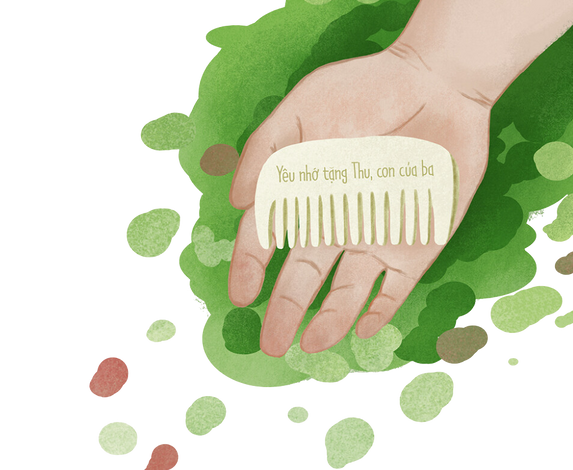 Yêu nhớ tặng Thu, con của ba